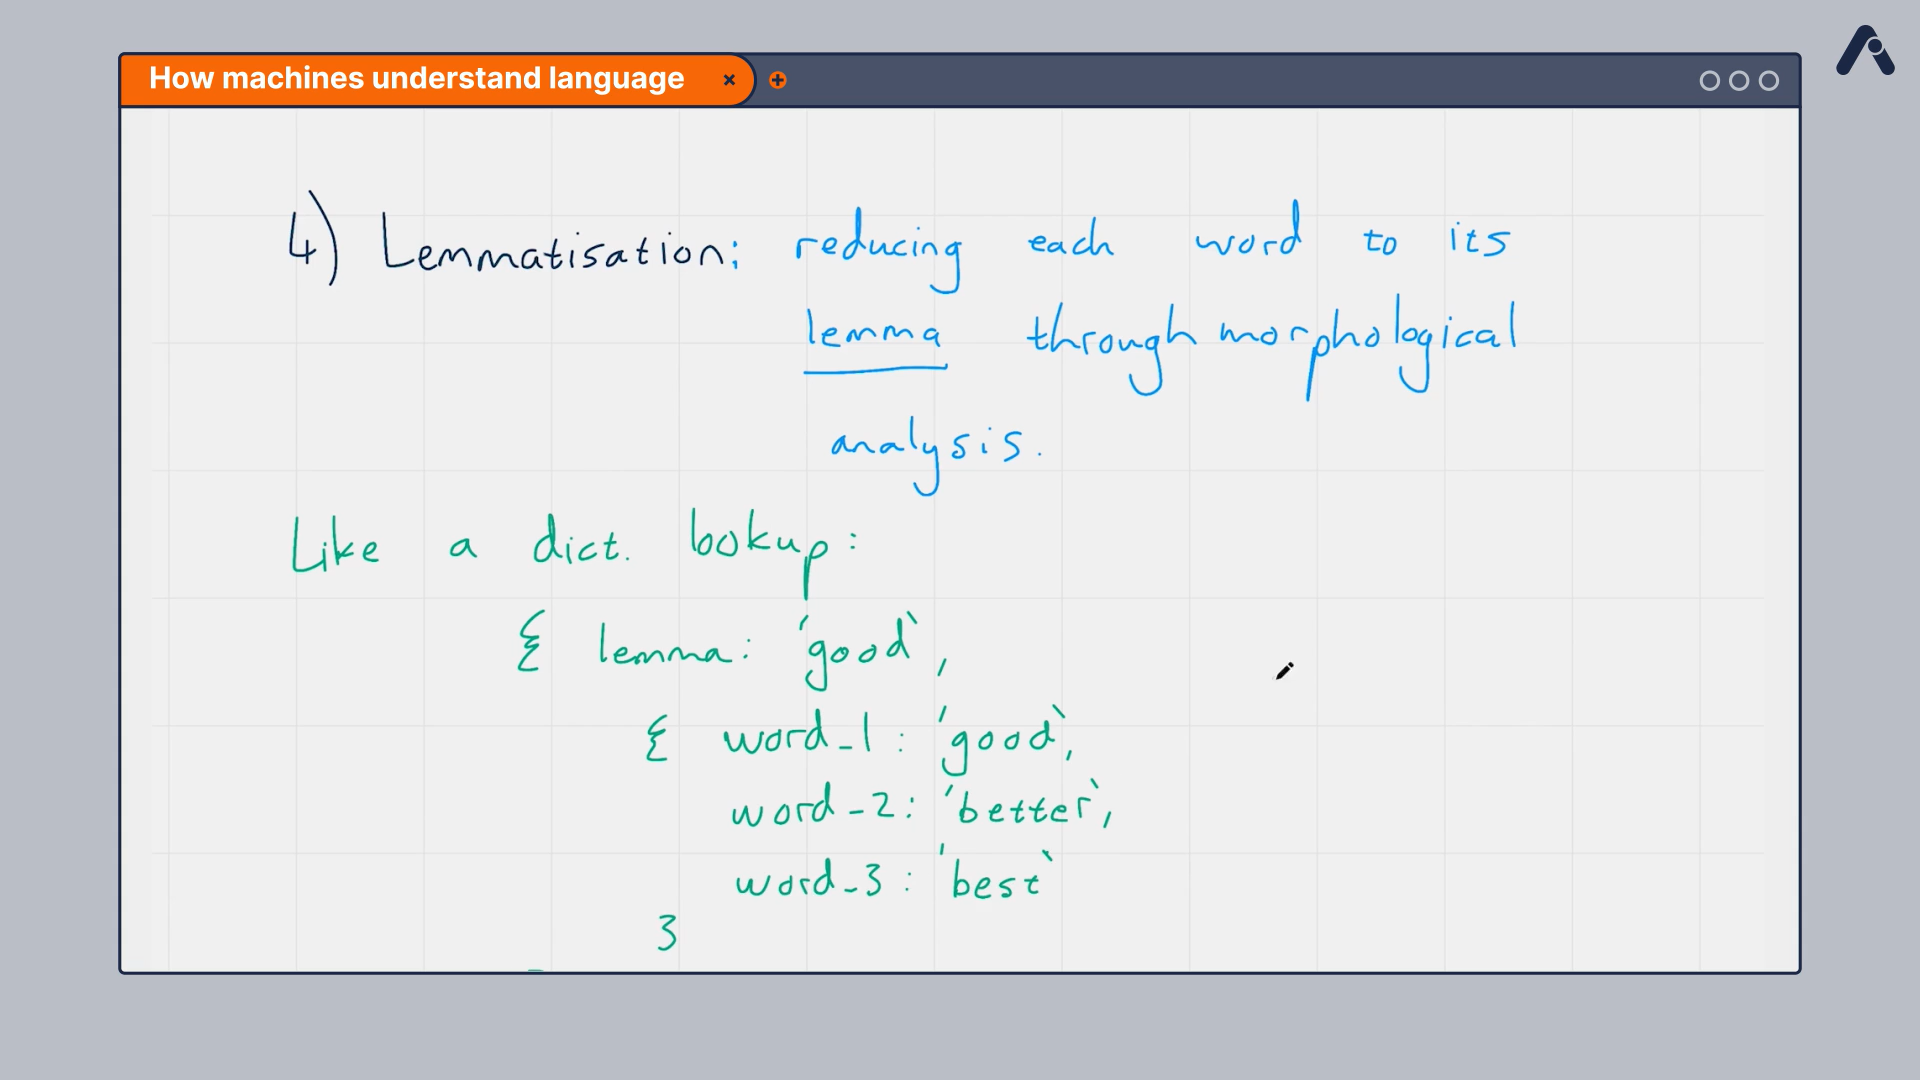 How machines understand language
4) Lemmatisation: reducing each word to its
lemma through morphological
analysis.
Like a dict. lookup:
{ lemma: 'good`,
{ word_1: 'good`,
word_2: 'better`,
word_3: 'best`
}